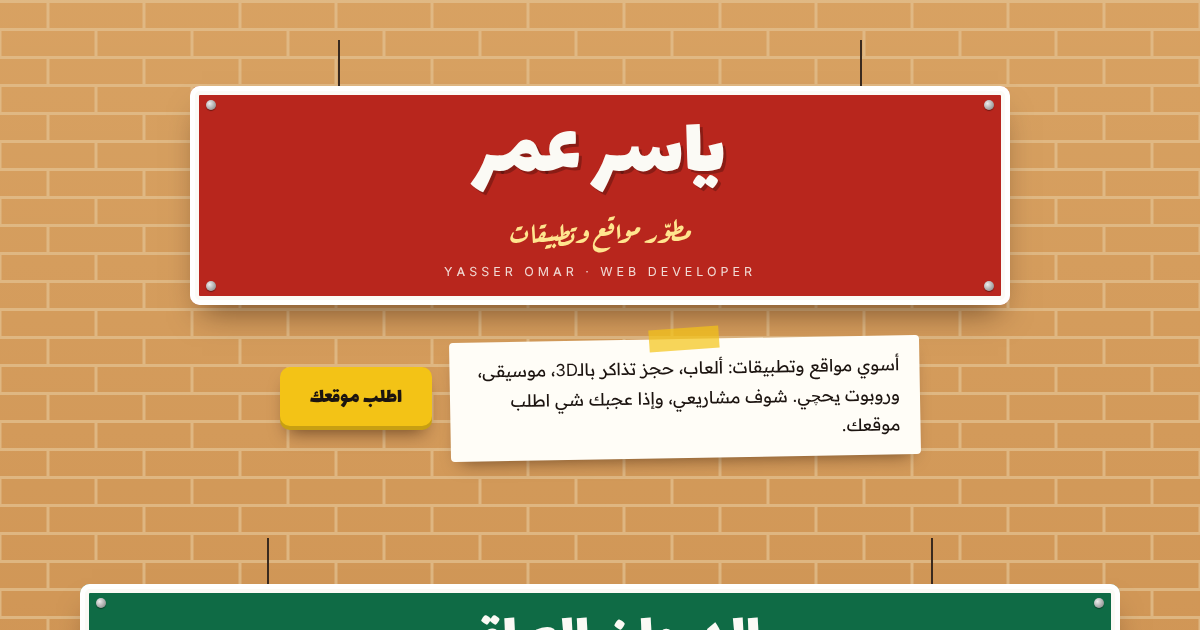 ياسر عمر
مطوّر مواقع وتطبيقات
YASSER OMAR · WEB DEVELOPER
أسوي مواقع وتطبيقات: ألعاب، حجز تذاكر بالـ3D، موسيقى،
وروبوت يحچي. شوف مشاريعي، وإذا عجبك شي اطلب
موقعك.
اطلب موقعك